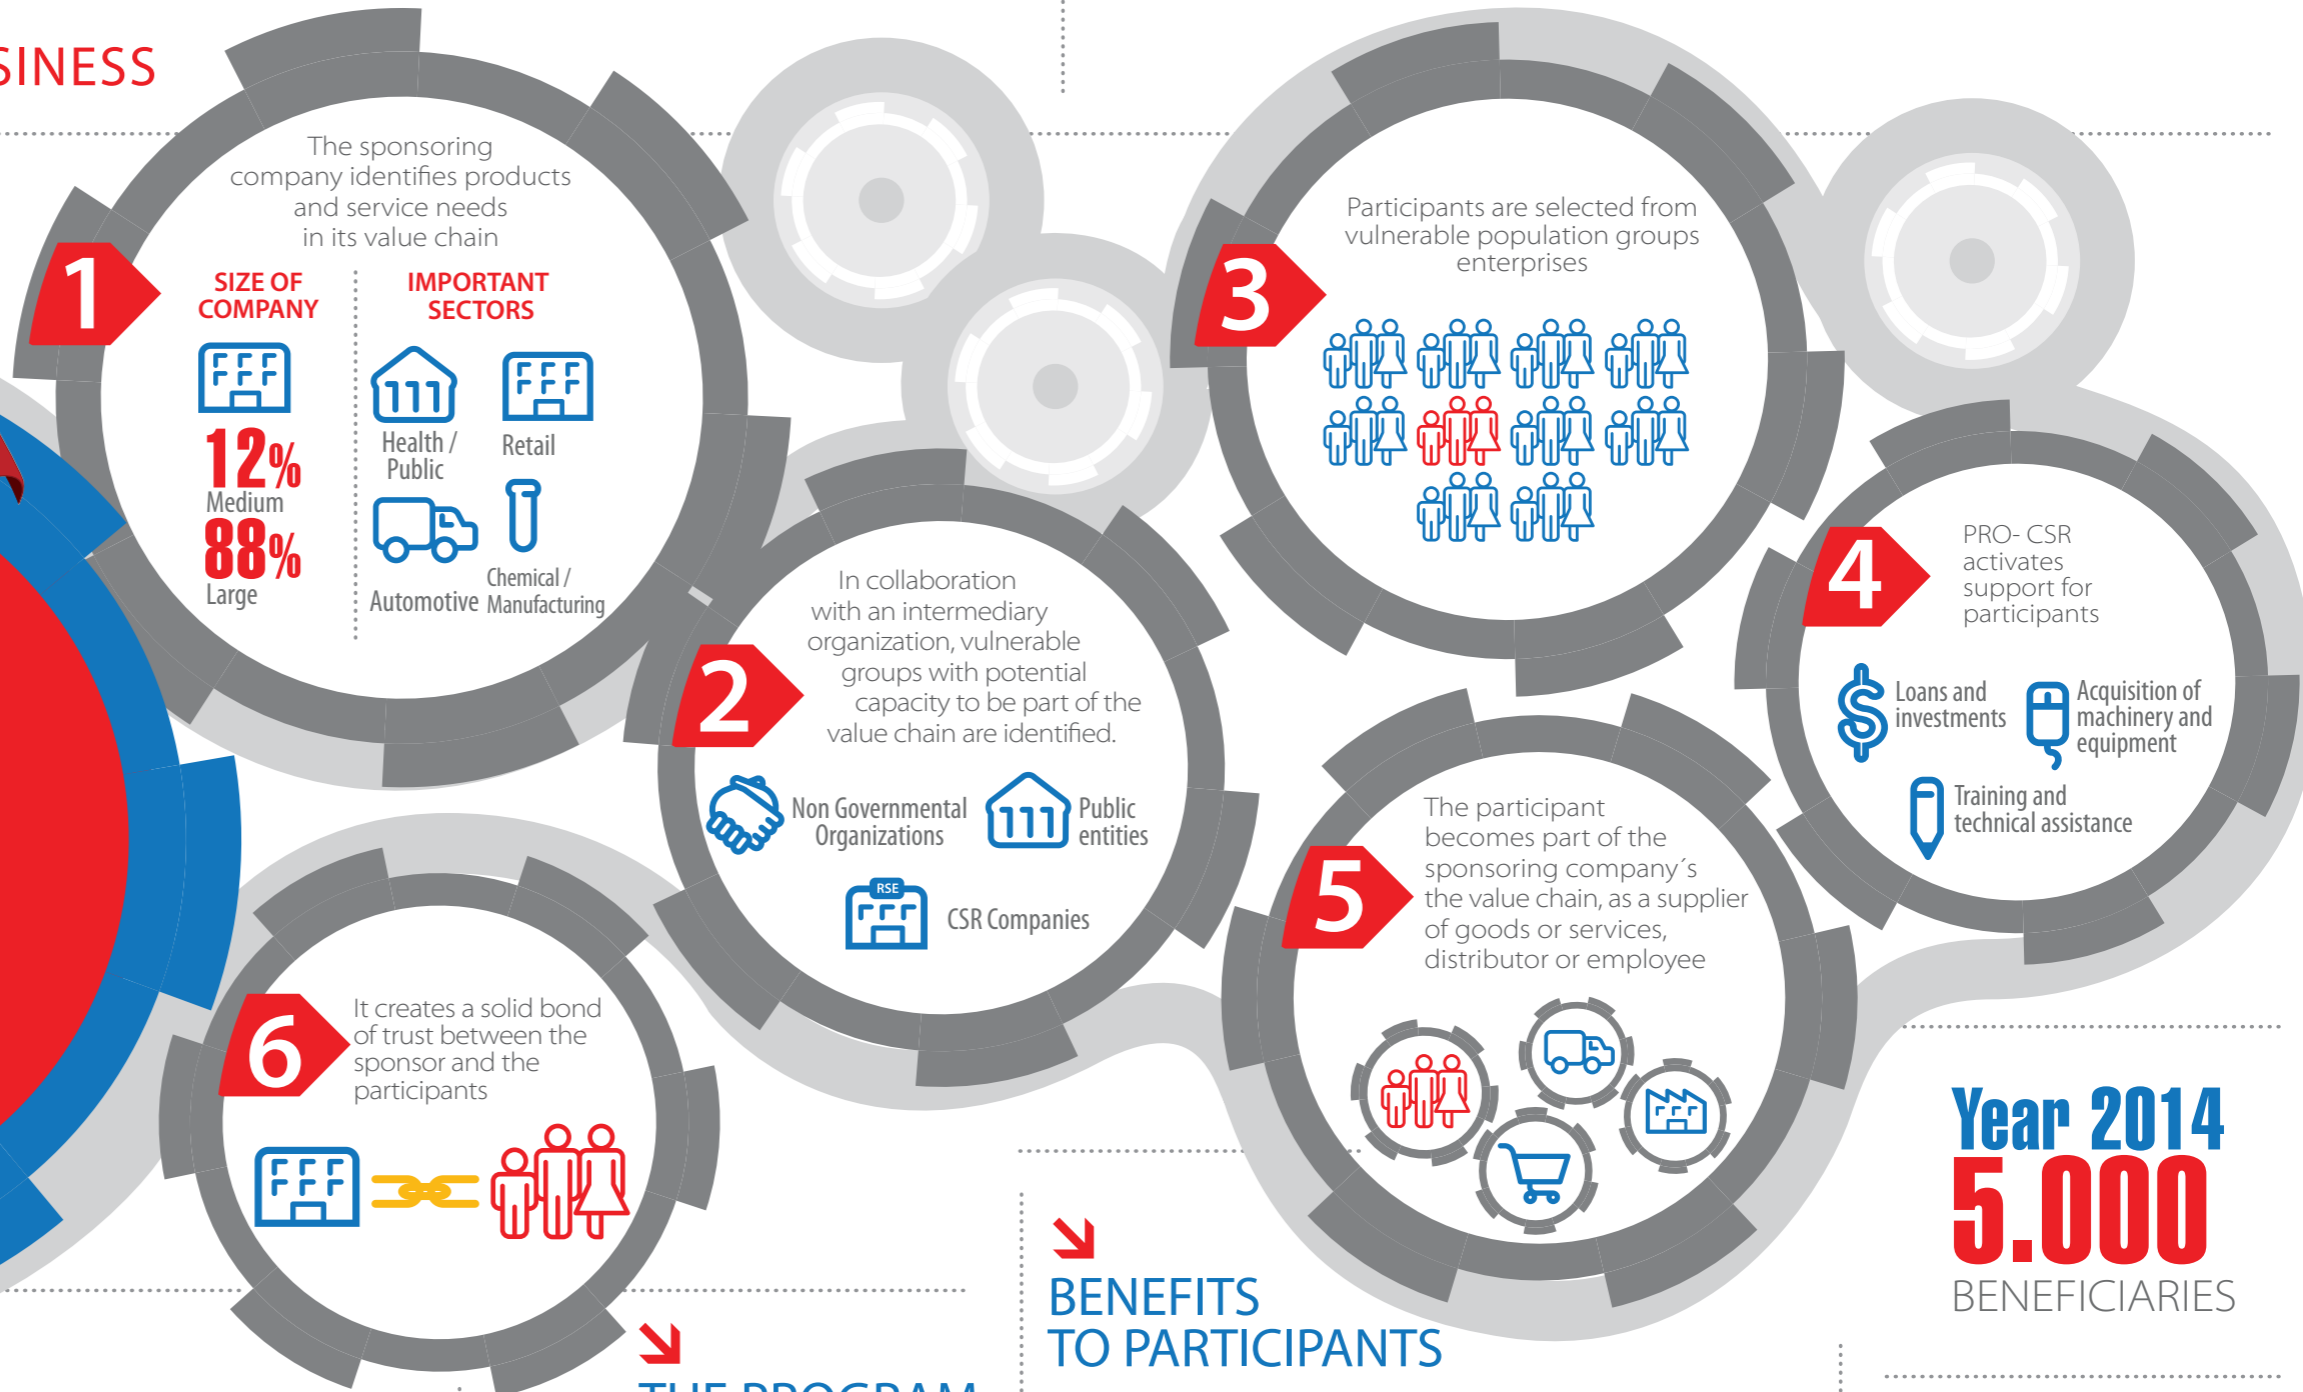 SINESS
1
The sponsoring
company identifies products
and service needs
in its value chain
SIZE OF
COMPANY
12%
Medium
88%
Large
IMPORTANT
SECTORS
Health /
Public
Retail
Automotive
Chemical /
Manufacturing
2
In collaboration
with an intermediary
organization, vulnerable
groups with potential
capacity to be part of the
value chain are identified.
Non Governmental
Organizations
Public
entities
RSE
CSR Companies
3
Participants are selected from
vulnerable population groups
enterprises
4
PRO- CSR
activates
support for
participants
Loans and
investments
Acquisition of
machinery and
equipment
Training and
technical assistance
5
The participant
becomes part of the
sponsoring company´s
the value chain, as a supplier
of goods or services,
distributor or employee
6
It creates a solid bond
of trust between the
sponsor and the
participants
Year 2014
5.000
BENEFICIARIES
BENEFITS
TO PARTICIPANTS
THE PROGRAM